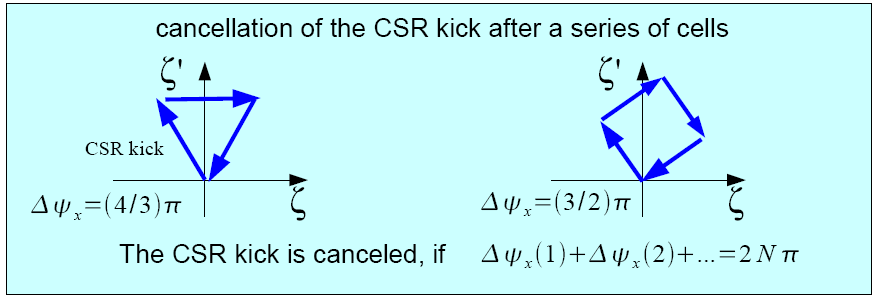 cancellation of the CSR kick after a series of cells
ζ'
ζ'
CSR kick
Δψₓ=(4/3)π
ζ
Δψₓ=(3/2)π
ζ
The CSR kick is canceled, if Δψₓ(1)+Δψₓ(2)+...=2Nπ